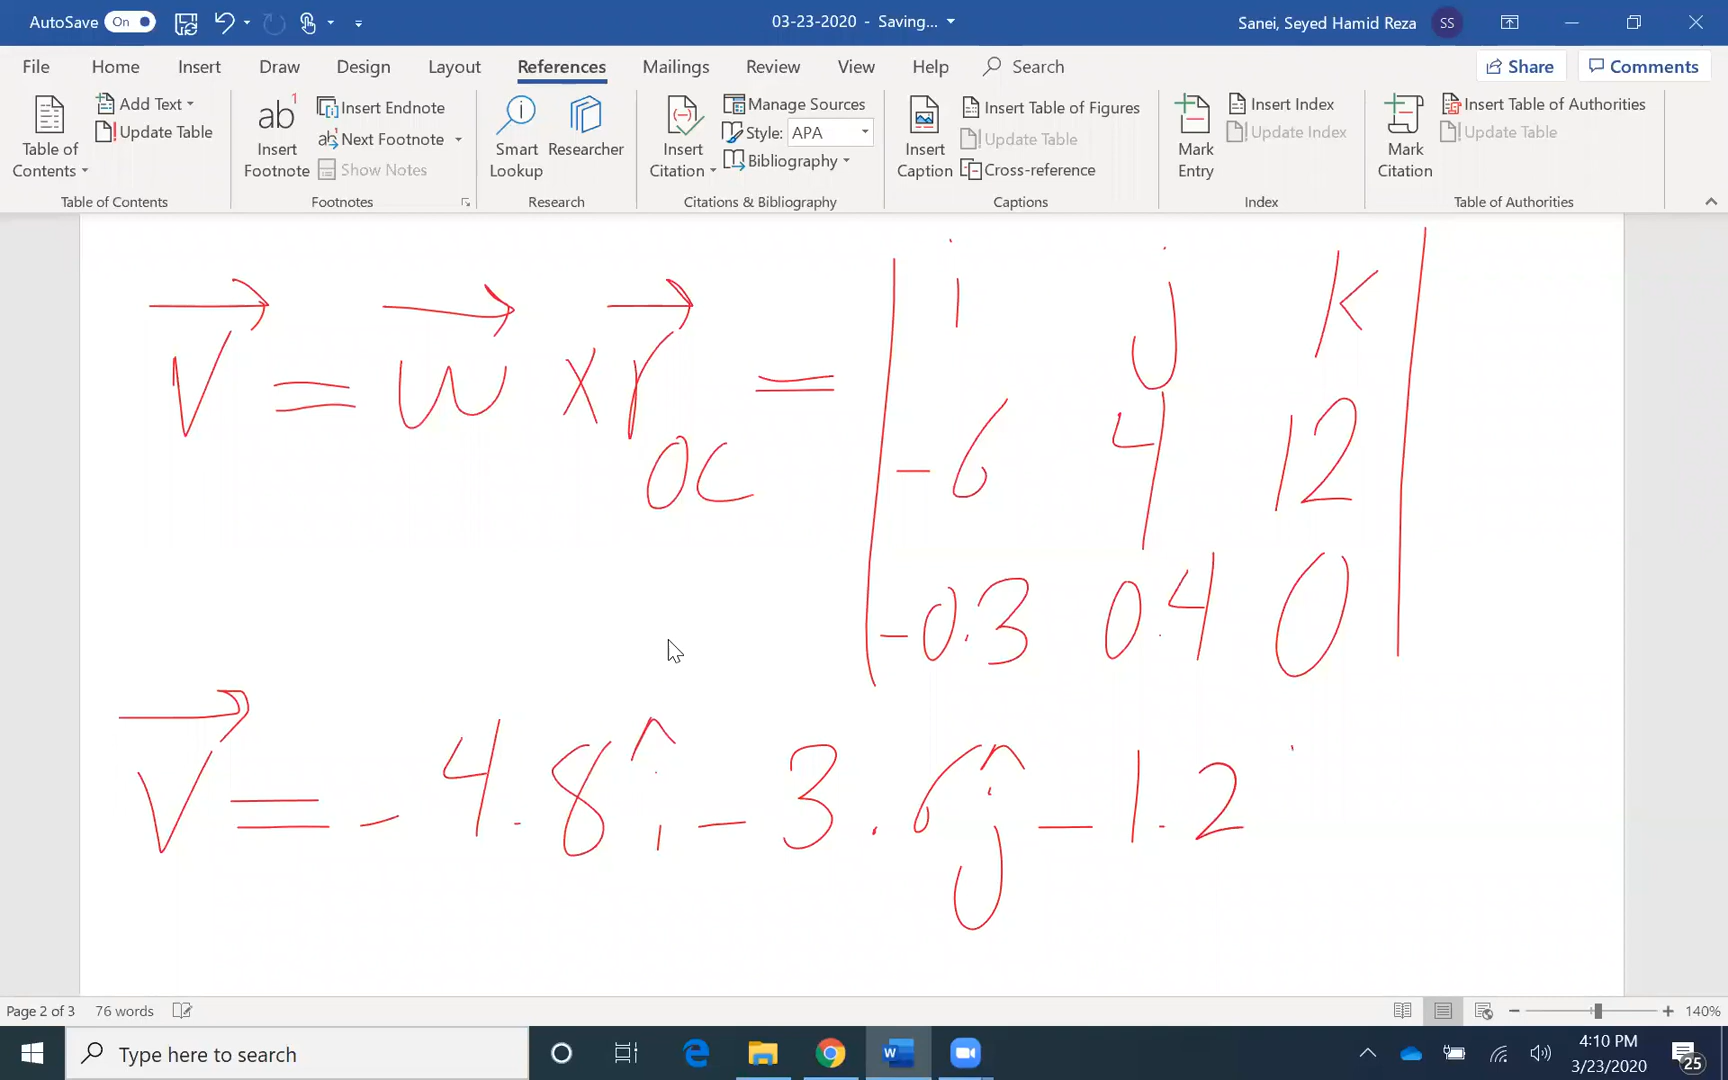 AutoSave On 03-23-2020 - Saving... Sanei, Seyed Hamid Reza SS
File Home Insert Draw Design Layout References Mailings Review View Help Search Share Comments
Table of Contents
Add Text
Update Table
Table of Contents
ab Insert Footnote
Insert Endnote
Next Footnote
Show Notes
Footnotes
Smart Lookup
Researcher
Research
Insert Citation
Manage Sources
Style: APA
Bibliography
Citations & Bibliography
Insert Caption
Insert Table of Figures
Update Table
Cross-reference
Captions
Mark Entry
Insert Index
Update Index
Index
Mark Citation
Insert Table of Authorities
Update Table
Table of Authorities
i j k
V = w x r OC =
-6 4 12
-0.3 0.4 0
V = - 4.8 i - 3.6 j - 1.2
Page 2 of 3 76 words 140%
Type here to search
4:10 PM
3/23/2020
25